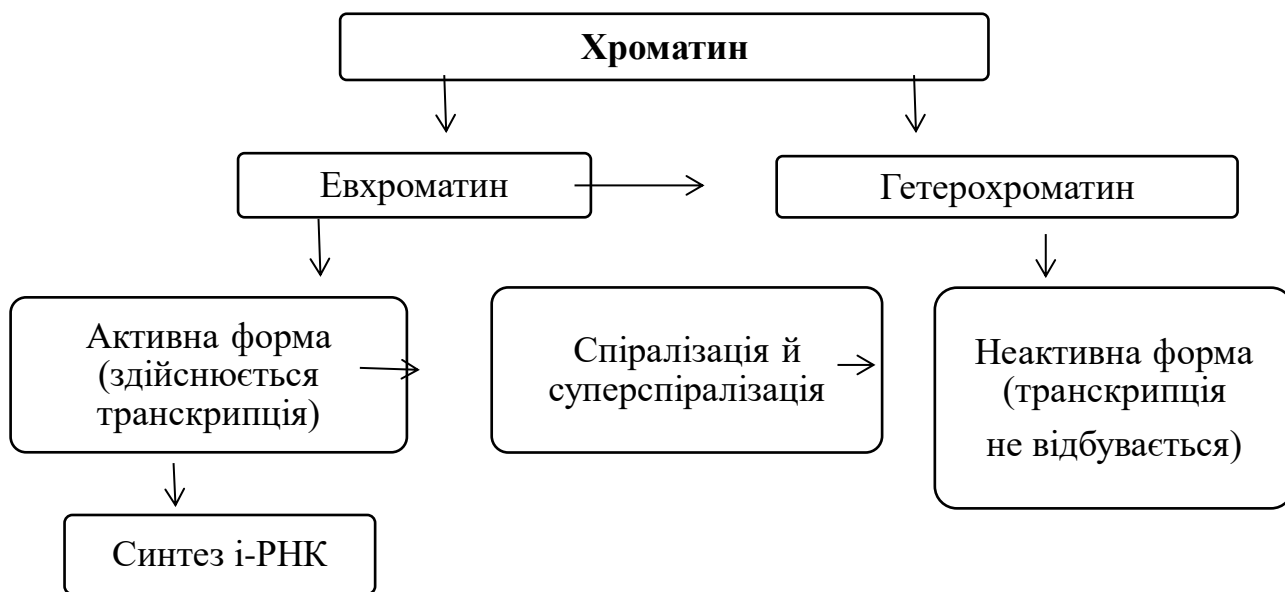 Хроматин
Евхроматин
Гетерохроматин
Активна форма
(здійснюється
транскрипція)
Спіралізація й
суперспіралізація
Неактивна форма
(транскрипція
не відбувається)
Синтез і-РНК